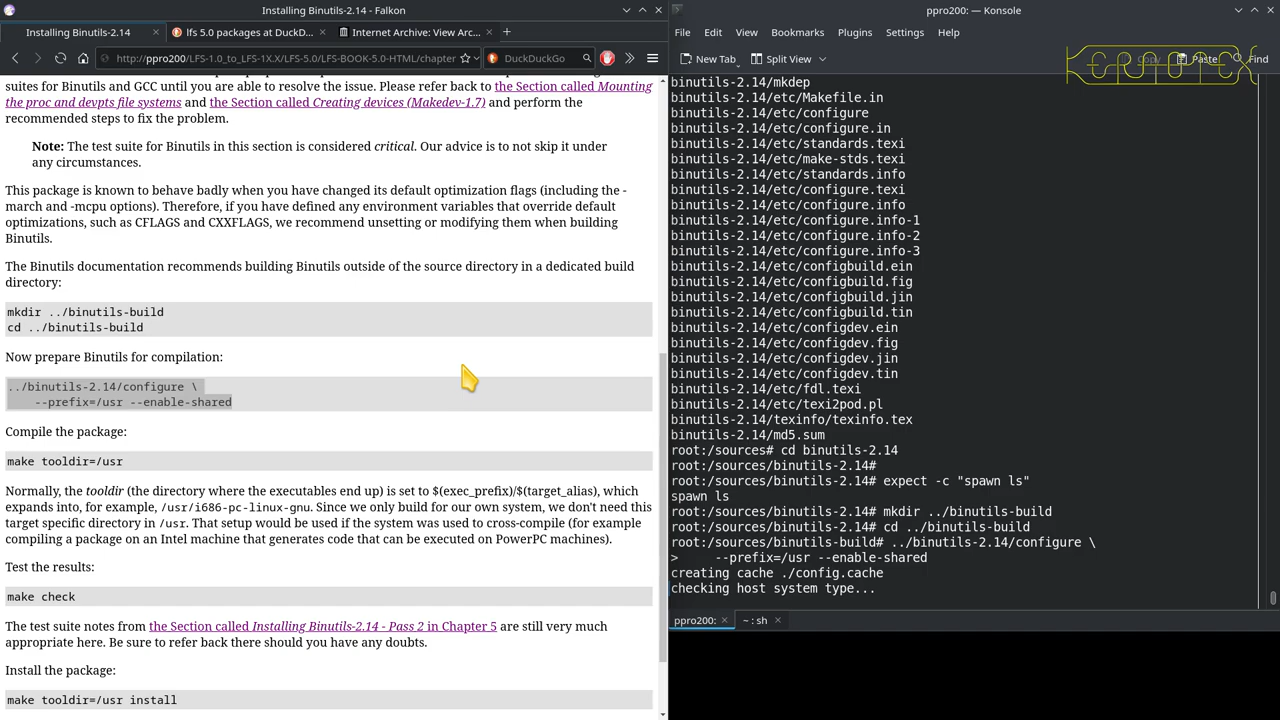 Installing Binutils-2.14 - Falkon
Installing Binutils-2.14
lfs 5.0 packages at DuckD...
Internet Archive: View Arc...
http://ppro200/LFS-1.0_to_LFS-1X.X/LFS-5.0/LFS-BOOK-5.0-HTML/chapter
DuckDuckGo
suites for Binutils and GCC until you are able to resolve the issue. Please refer back to the Section called Mounting
the proc and devpts file systems and the Section called Creating devices (Makedev-1.7) and perform the
recommended steps to fix the problem.
Note: The test suite for Binutils in this section is considered critical. Our advice is to not skip it under
any circumstances.
This package is known to behave badly when you have changed its default optimization flags (including the -
march and -mcpu options). Therefore, if you have defined any environment variables that override default
optimizations, such as CFLAGS and CXXFLAGS, we recommend unsetting or modifying them when building
Binutils.
The Binutils documentation recommends building Binutils outside of the source directory in a dedicated build
directory:
mkdir ../binutils-build
cd ../binutils-build
Now prepare Binutils for compilation:
../binutils-2.14/configure \
--prefix=/usr --enable-shared
Compile the package:
make tooldir=/usr
Normally, the tooldir (the directory where the executables end up) is set to $(exec_prefix)/$(target_alias), which
expands into, for example, /usr/i686-pc-linux-gnu. Since we only build for our own system, we don't need this
target specific directory in /usr. That setup would be used if the system was used to cross-compile (for example
compiling a package on an Intel machine that generates code that can be executed on PowerPC machines).
Test the results:
make check
The test suite notes from the Section called Installing Binutils-2.14 - Pass 2 in Chapter 5 are still very much
appropriate here. Be sure to refer back there should you have any doubts.
Install the package:
make tooldir=/usr install
ppro200: — Konsole
File Edit View Bookmarks Plugins Settings Help
New Tab Split View Copy Paste Find
binutils-2.14/mkdep
binutils-2.14/etc/Makefile.in
binutils-2.14/etc/configure
binutils-2.14/etc/configure.in
binutils-2.14/etc/standards.texi
binutils-2.14/etc/make-stds.texi
binutils-2.14/etc/standards.info
binutils-2.14/etc/configure.texi
binutils-2.14/etc/configure.info
binutils-2.14/etc/configure.info-1
binutils-2.14/etc/configure.info-2
binutils-2.14/etc/configure.info-3
binutils-2.14/etc/configbuild.ein
binutils-2.14/etc/configbuild.fig
binutils-2.14/etc/configbuild.jin
binutils-2.14/etc/configbuild.tin
binutils-2.14/etc/configdev.ein
binutils-2.14/etc/configdev.fig
binutils-2.14/etc/configdev.jin
binutils-2.14/etc/configdev.tin
binutils-2.14/etc/fdl.texi
binutils-2.14/etc/texi2pod.pl
binutils-2.14/texinfo/texinfo.tex
binutils-2.14/md5.sum
root:/sources# cd binutils-2.14
root:/sources/binutils-2.14#
root:/sources/binutils-2.14# expect -c "spawn ls"
spawn ls
root:/sources/binutils-2.14# mkdir ../binutils-build
root:/sources/binutils-2.14# cd ../binutils-build
root:/sources/binutils-build# ../binutils-2.14/configure \
> --prefix=/usr --enable-shared
creating cache ./config.cache
checking host system type...
ppro200:
~ : sh